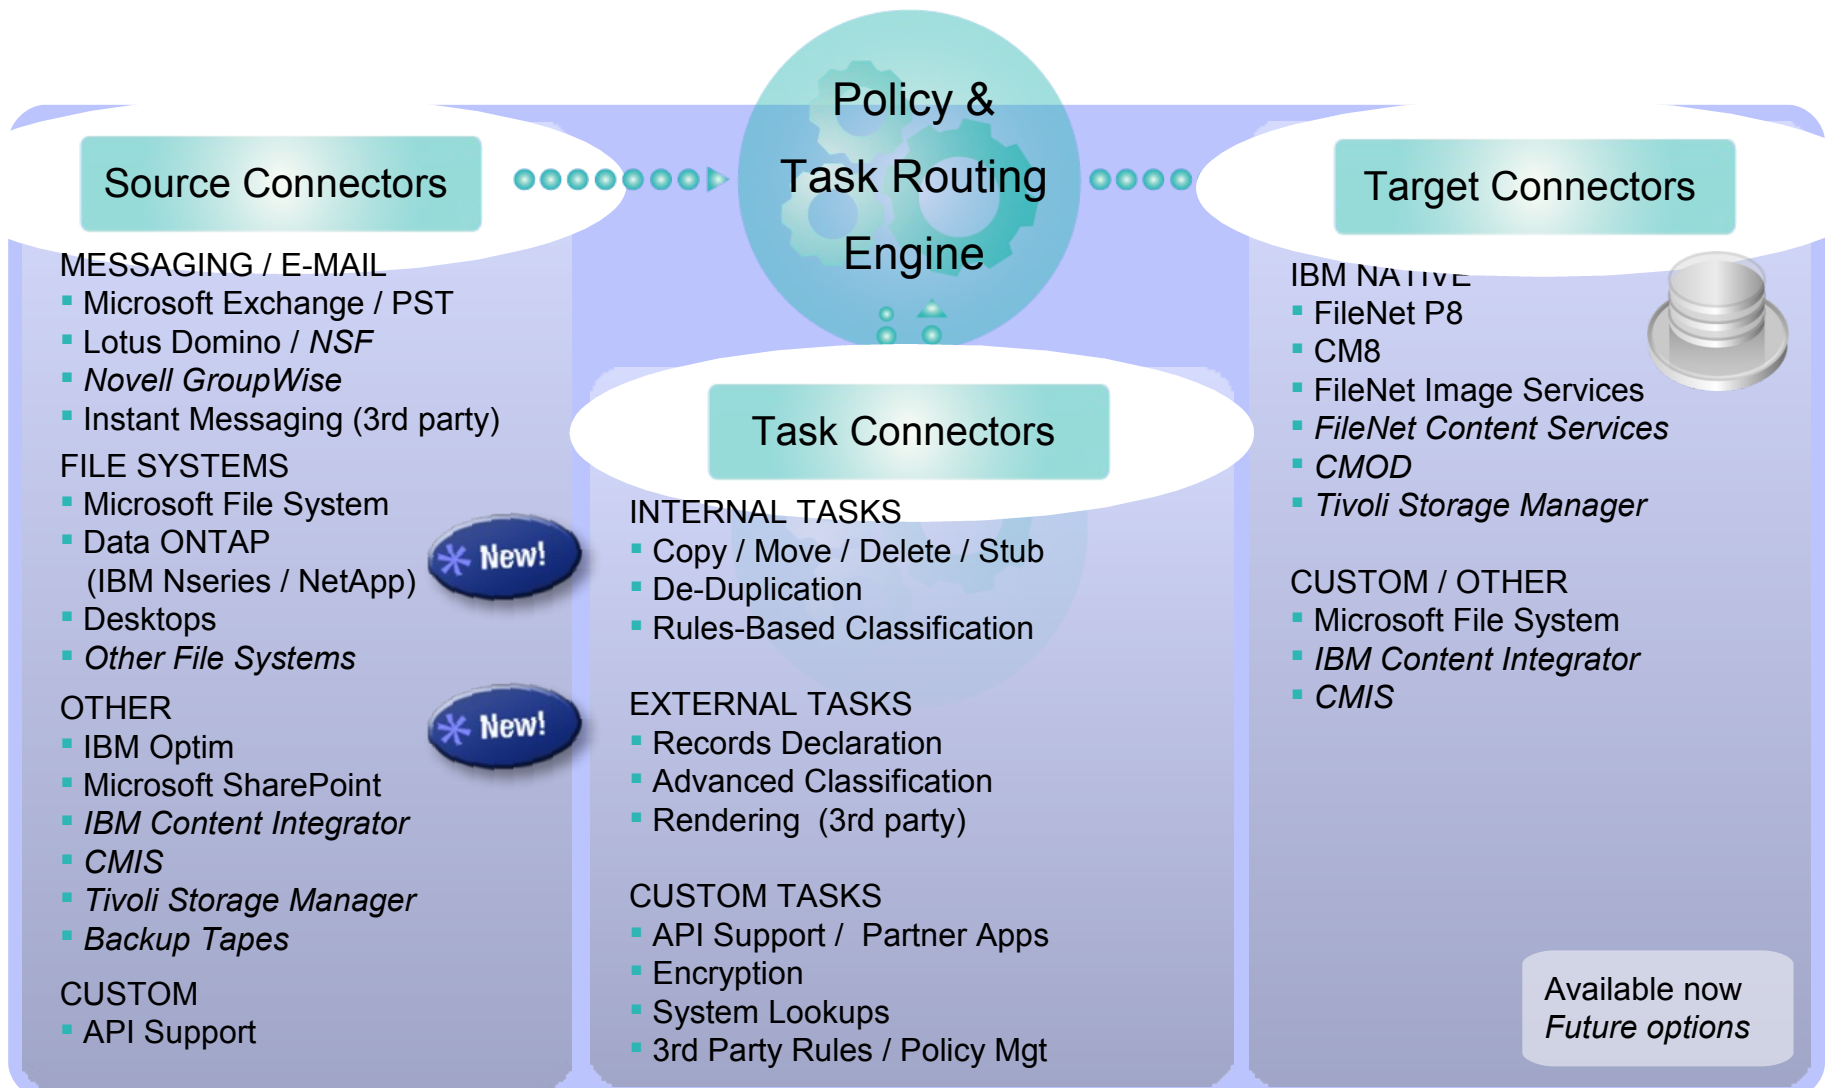 Policy &
Task Routing
Engine
Source Connectors
MESSAGING / E-MAIL
Microsoft Exchange / PST
Lotus Domino / NSF
Novell GroupWise
Instant Messaging (3rd party)
FILE SYSTEMS
Microsoft File System
Data ONTAP
(IBM Nseries / NetApp)
Desktops
Other File Systems
New!
OTHER
IBM Optim
Microsoft SharePoint
IBM Content Integrator
CMIS
Tivoli Storage Manager
Backup Tapes
New!
CUSTOM
API Support
Task Connectors
INTERNAL TASKS
Copy / Move / Delete / Stub
De-Duplication
Rules-Based Classification
EXTERNAL TASKS
Records Declaration
Advanced Classification
Rendering (3rd party)
CUSTOM TASKS
API Support / Partner Apps
Encryption
System Lookups
3rd Party Rules / Policy Mgt
Target Connectors
IBM NATIVE
FileNet P8
CM8
FileNet Image Services
FileNet Content Services
CMOD
Tivoli Storage Manager
CUSTOM / OTHER
Microsoft File System
IBM Content Integrator
CMIS
Available now
Future options